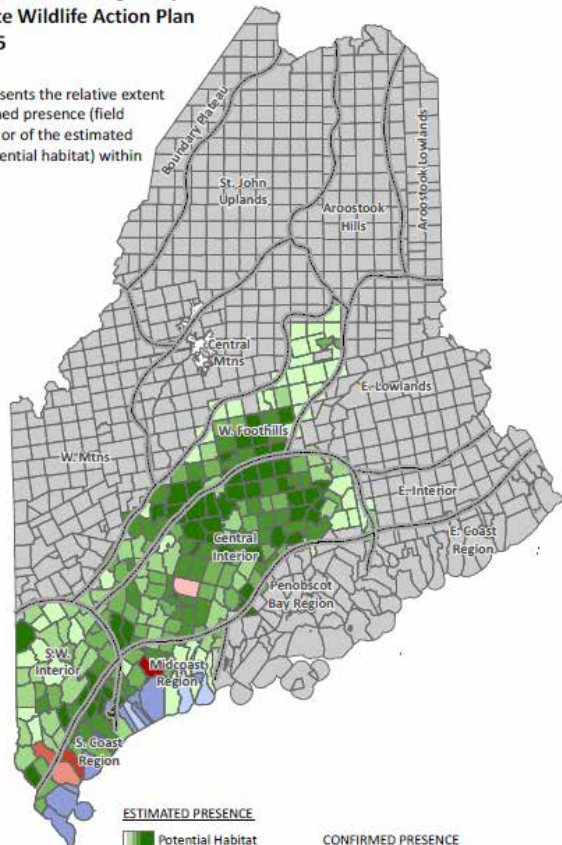 te Wildlife Action Plan
5
sents the relative extent
ned presence (field
or of the estimated
ential habitat) within
Boundary Plateau
St. John
Uplands
Aroostook
Hills
Aroostook Lowlands
Central
Mtns
E. Lowlands
W. Foothills
W. Mtns
E. Interior
Central
Interior
E. Coast
Region
Penobscot
Bay Region
S.W.
Interior
Midcoast
Region
S. Coast
Region
ESTIMATED PRESENCE
Potential Habitat
CONFIRMED PRESENCE